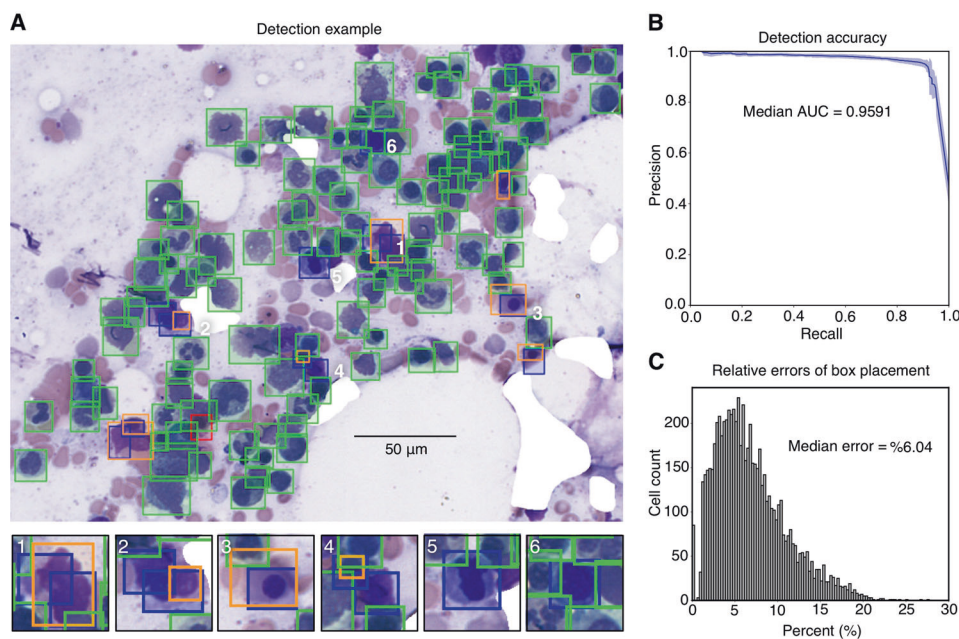 A
Detection example
6
1
5
2
3
4
50 µm
1
2
3
4
5
6
B
Detection accuracy
1.0
0.8
0.6
0.4
0.2
0.0
Precision
Median AUC = 0.9591
0.0
0.2
0.4
0.6
0.8
1.0
Recall
C
Relative errors of box placement
200
150
100
50
0
Cell count
Median error = %6.04
0
5
10
15
20
25
30
Percent (%)